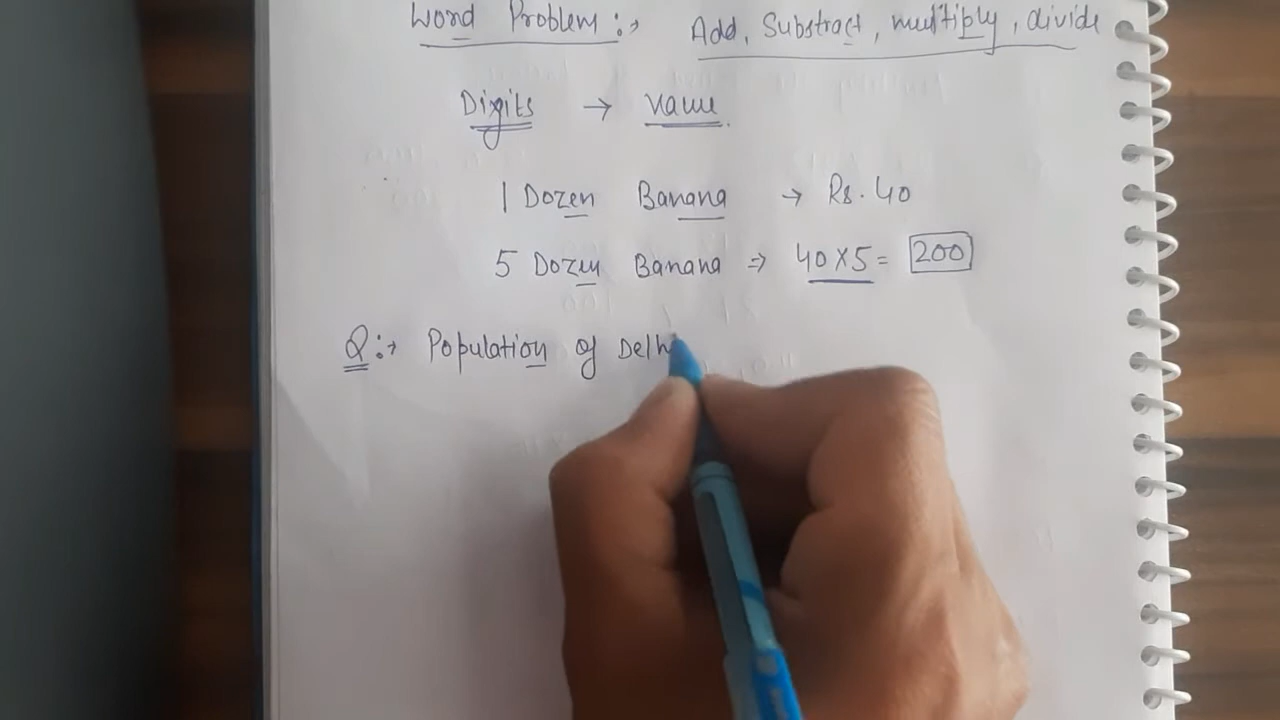 Word Problem :→ Add, Substract, multiply, divide
Digits → Value.
1 Dozen Banana → Rs. 40
5 Dozen Banana ⇒ 40 x 5 = 200
Q :→ Population of Delh